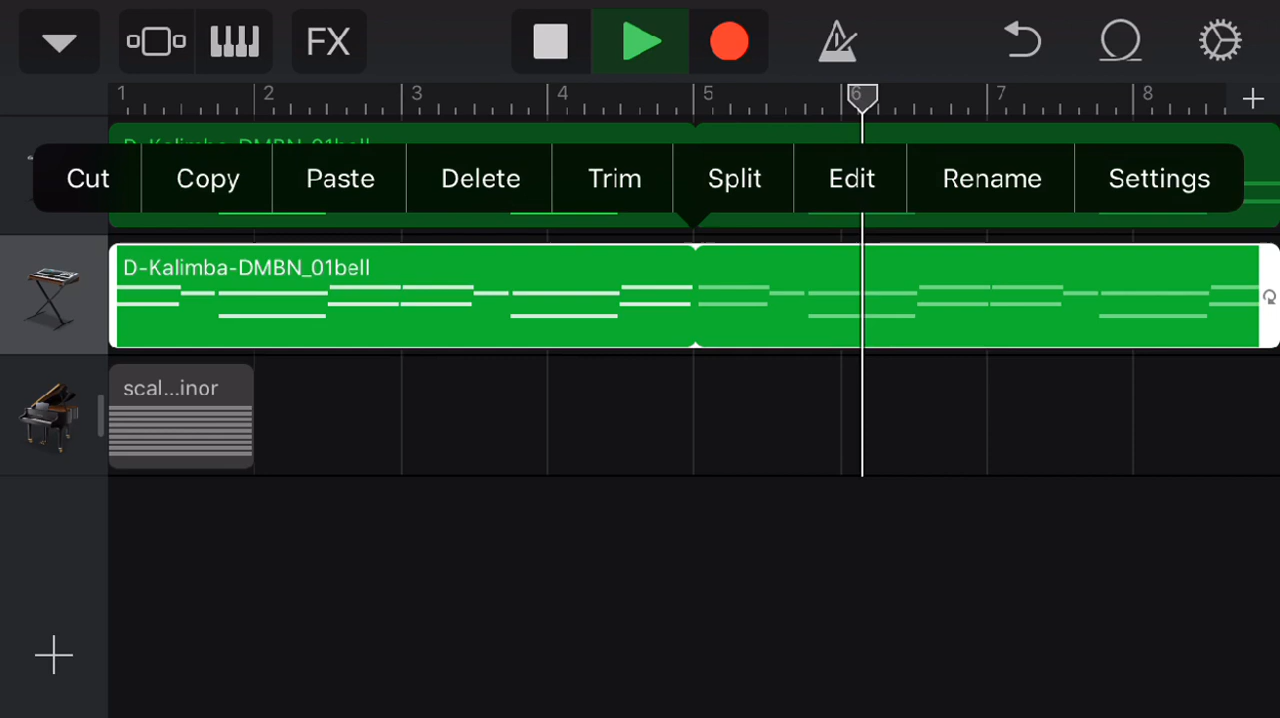 FX
1 2 3 4 5 6 7 8
D-Kalimba-DMBN_01bell
Cut Copy Paste Delete Trim Split Edit Rename Settings
D-Kalimba-DMBN_01bell
scal...inor